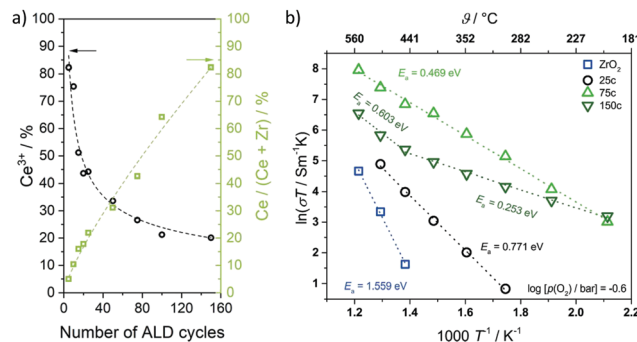 a)
100
90
80
70
60
50
40
30
20
10
0
Ce³⁺ / %
100
90
80
70
60
50
40
30
20
10
0
Ce / (Ce + Zr) / %
0 20 40 60 80 100 120 140 160
Number of ALD cycles
b)
ϑ / °C
560 441 352 282 227 181
ln(σT / Sm⁻¹K)
8
7
6
5
4
3
2
1
ZrO₂
25c
75c
150c
Eₐ = 0.469 eV
Eₐ = 0.603 eV
Eₐ = 0.253 eV
Eₐ = 0.771 eV
Eₐ = 1.559 eV
log [p(O₂) / bar] = -0.6
1.2 1.4 1.6 1.8 2.0 2.2
1000 T⁻¹ / K⁻¹